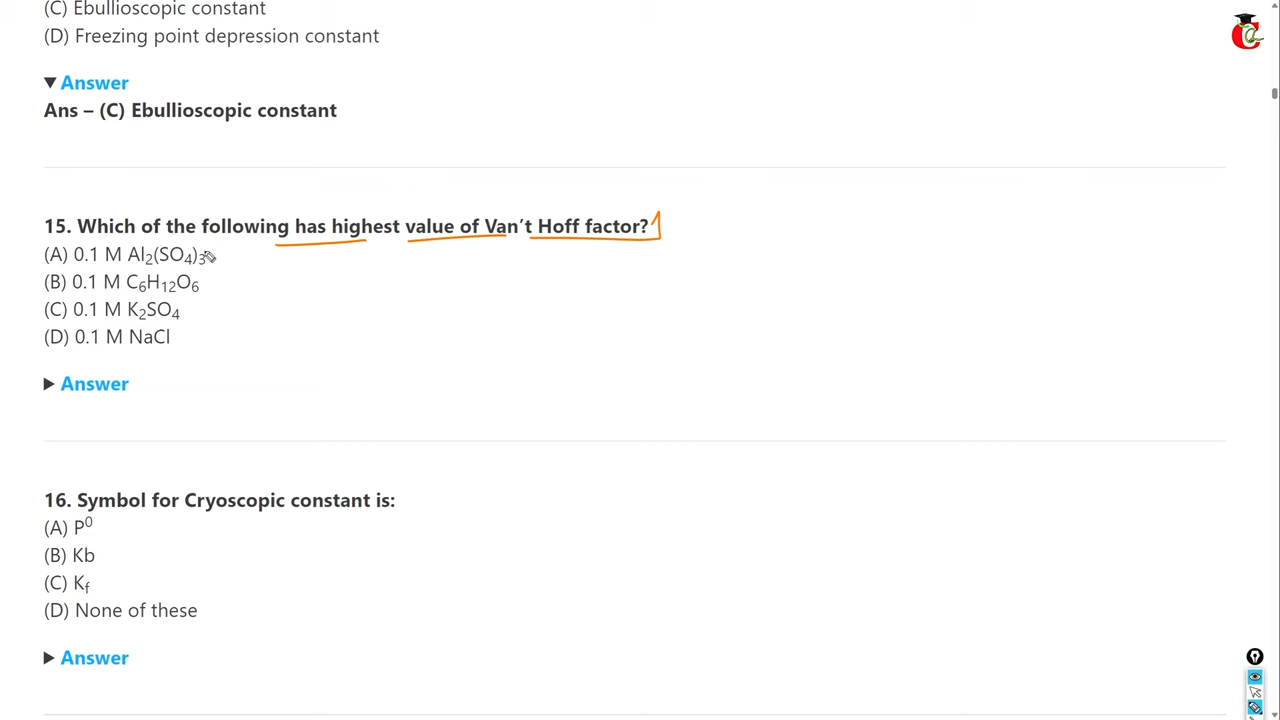 (C) Ebullioscopic constant
(D) Freezing point depression constant
▼ Answer
Ans – (C) Ebullioscopic constant
15. Which of the following has highest value of Van’t Hoff factor?
(A) 0.1 M Al₂(SO₄)₃
(B) 0.1 M C₆H₁₂O₆
(C) 0.1 M K₂SO₄
(D) 0.1 M NaCl
▶ Answer
16. Symbol for Cryoscopic constant is:
(A) P⁰
(B) Kb
(C) K_f
(D) None of these
▶ Answer